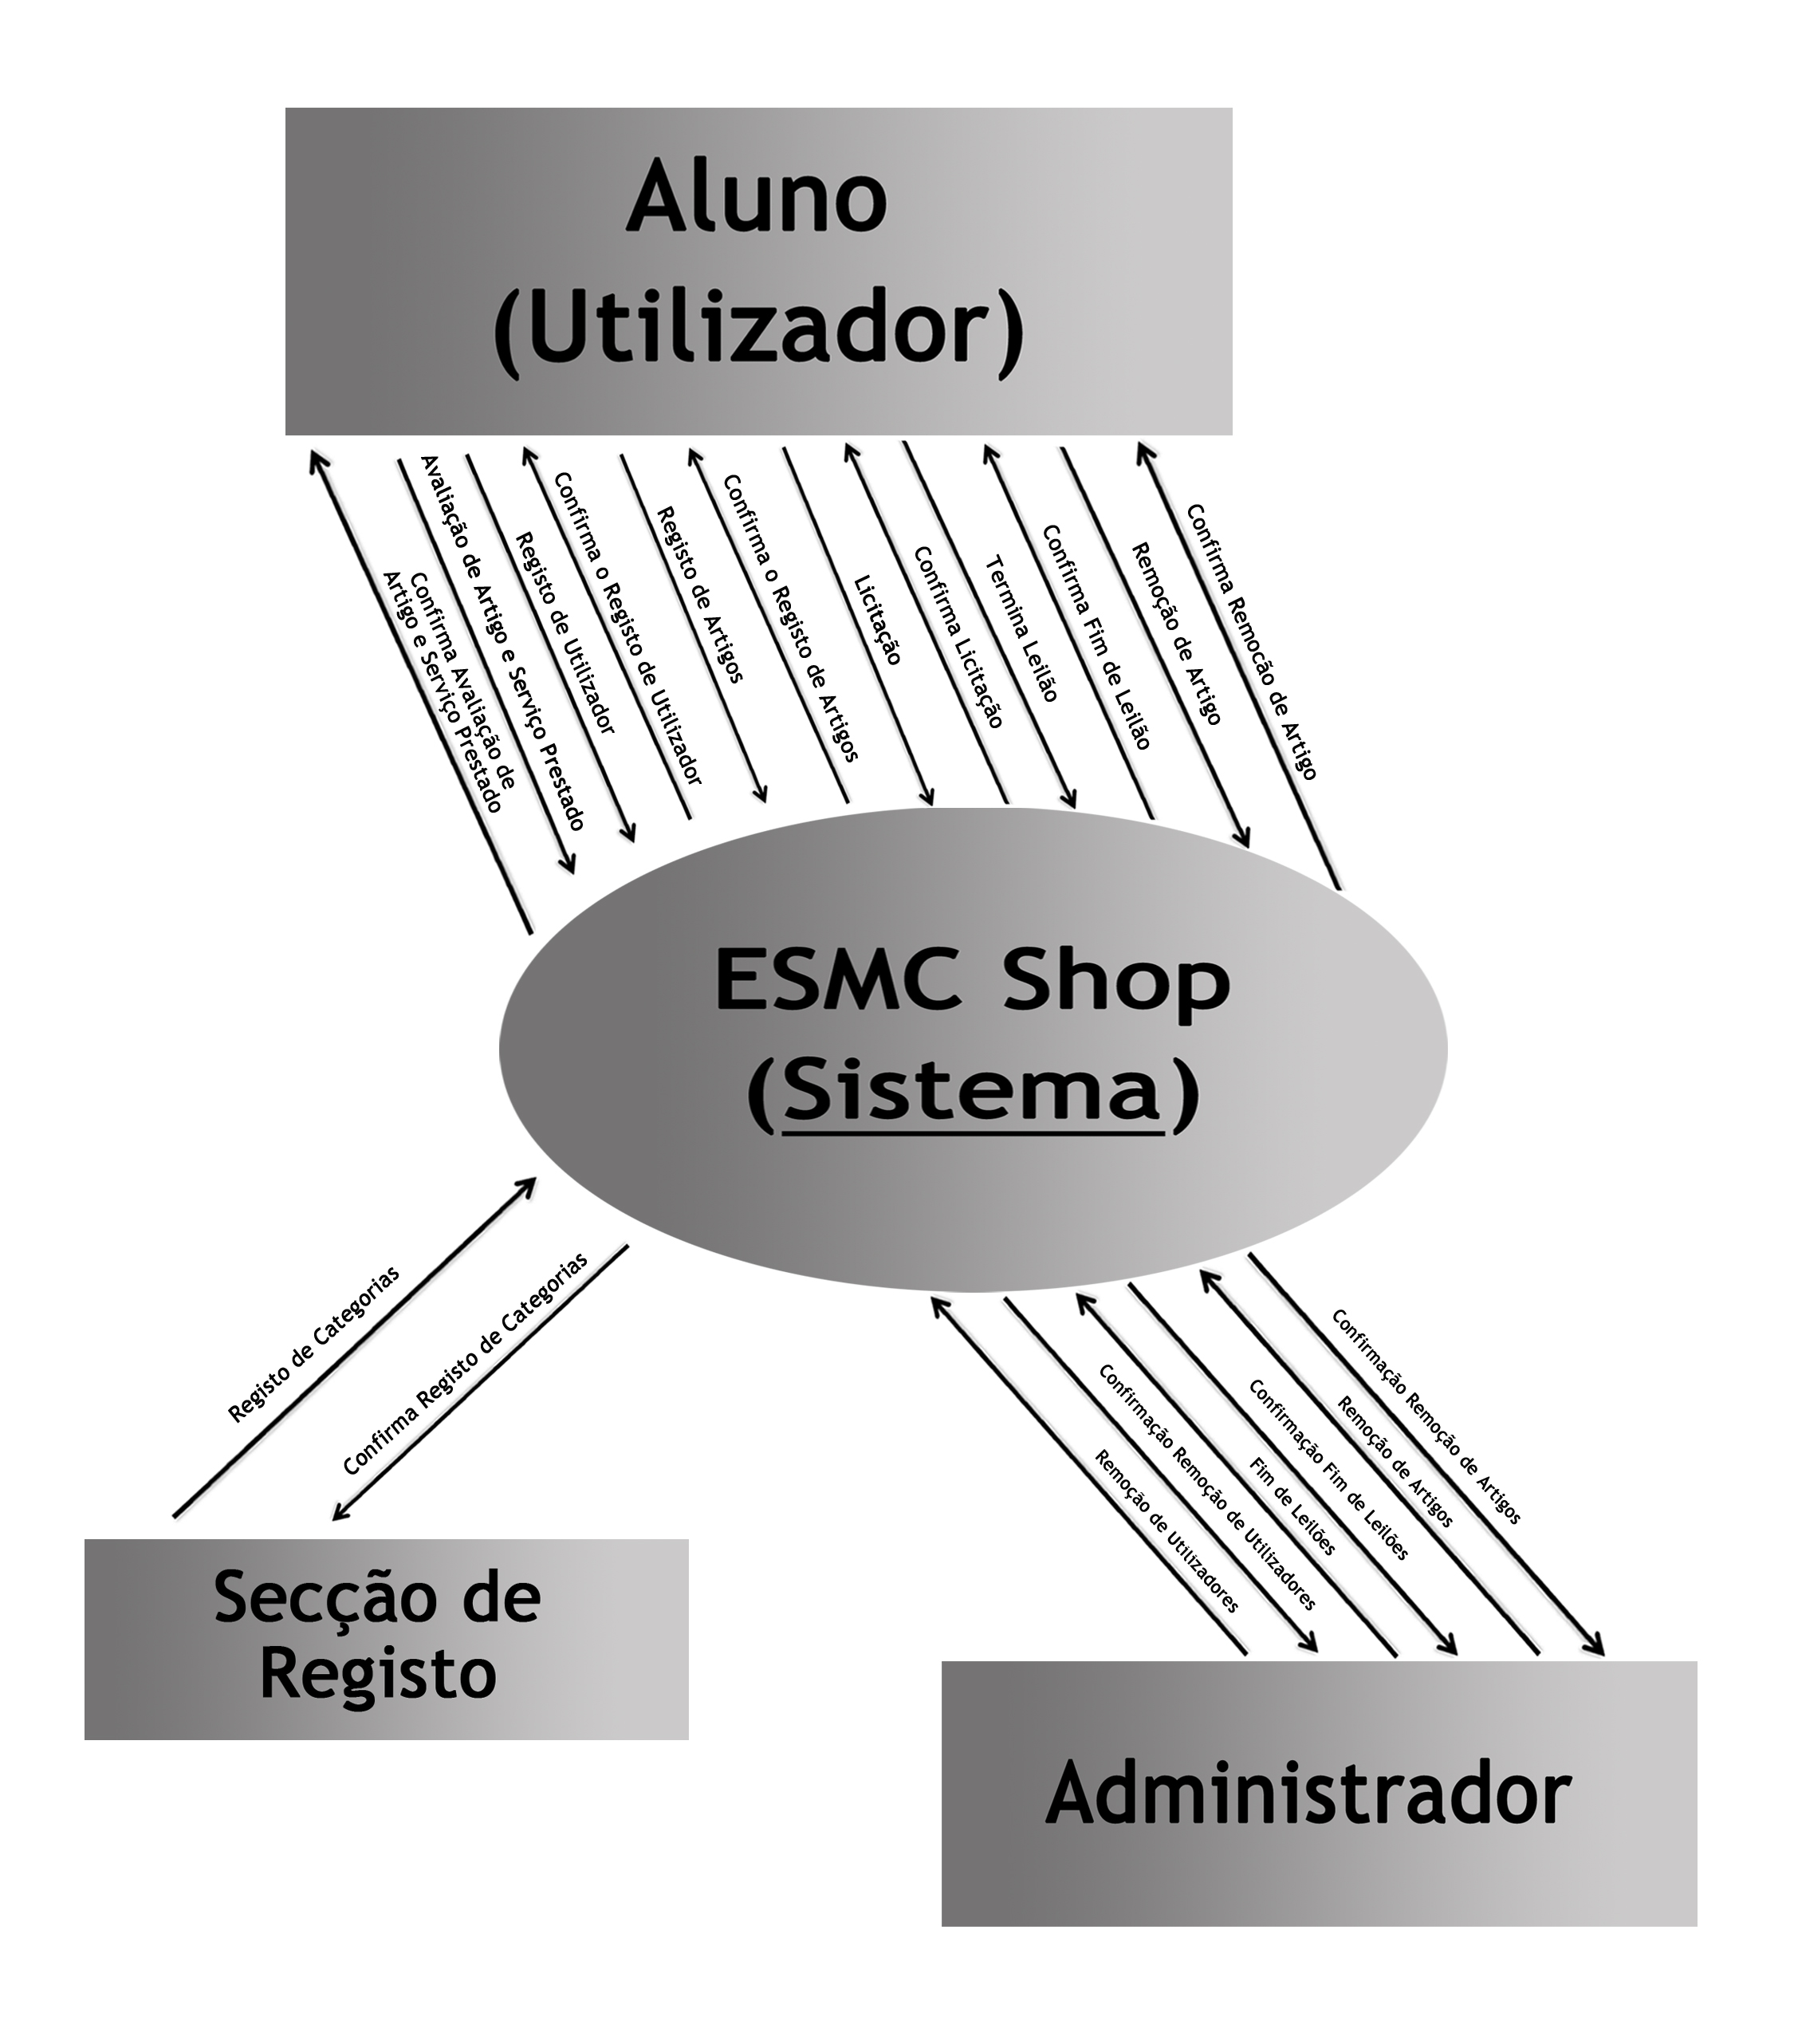 Aluno
(Utilizador)
Confirma Avaliação de
Artigo e Serviço Prestado
Avaliação de Artigo e Serviço Prestado
Registo de Utilizador
Confirma o Registo de Utilizador
Registo de Artigos
Confirma o Registo de Artigos
Licitação
Confirma Licitação
Termina Leilão
Confirma Fim de Leilão
Remoção de Artigo
Confirma Remoção de Artigo
ESMC Shop
(Sistema)
Registo de Categorias
Confirma Registo de Categorias
Remoção de Utilizadores
Confirmação Remoção de Utilizadores
Fim de Leilões
Confirmação Fim de Leilões
Remoção de Artigos
Confirmação Remoção de Artigos
Secção de
Registo
Administrador